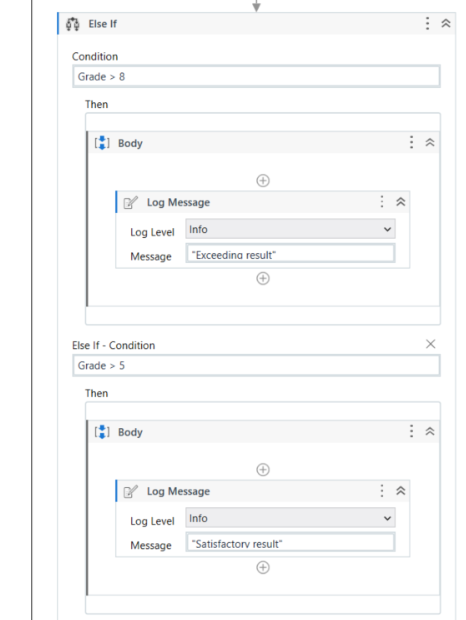 Else If
Condition
Grade > 8
Then
Body
Log Message
Log Level Info
Message "Exceeding result"
Else If - Condition
Grade > 5
Then
Body
Log Message
Log Level Info
Message "Satisfactory result"